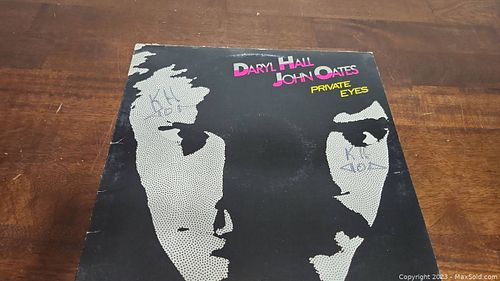 DARYL HALL
JOHN OATES
PRIVATE
EYES
K.H.
K.H.
Copyright 2023 - MaxSold.com